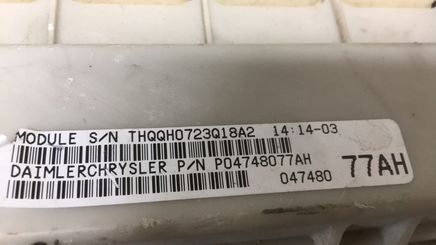 MODULE S/N THQQH0723Q18A2 14:14-03
DAIMLERCHRYSLER P/N P04748077AH
047480 77AH